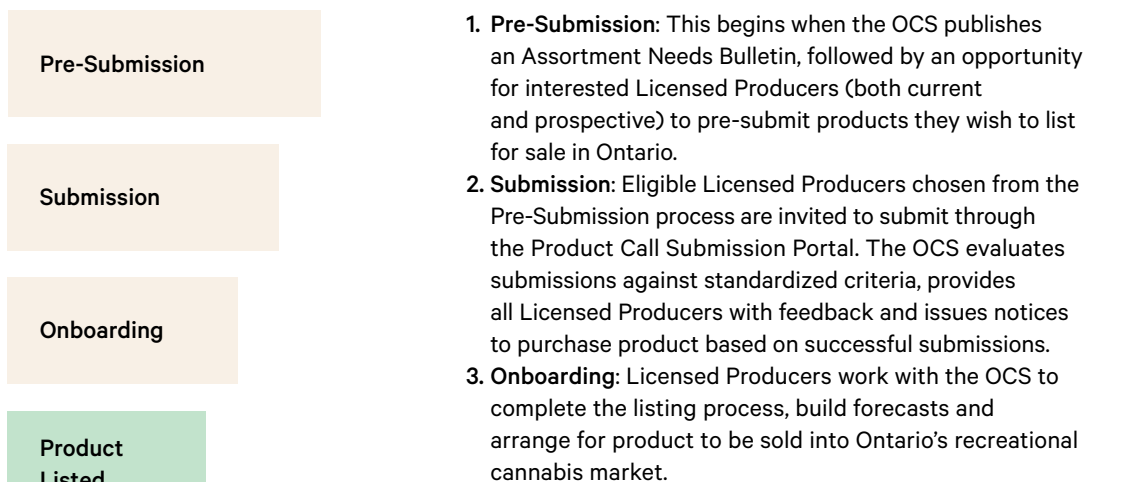 Pre-Submission
Submission
Onboarding
Product
Listed
1. Pre-Submission: This begins when the OCS publishes
an Assortment Needs Bulletin, followed by an opportunity
for interested Licensed Producers (both current
and prospective) to pre-submit products they wish to list
for sale in Ontario.
2. Submission: Eligible Licensed Producers chosen from the
Pre-Submission process are invited to submit through
the Product Call Submission Portal. The OCS evaluates
submissions against standardized criteria, provides
all Licensed Producers with feedback and issues notices
to purchase product based on successful submissions.
3. Onboarding: Licensed Producers work with the OCS to
complete the listing process, build forecasts and
arrange for product to be sold into Ontario’s recreational
cannabis market.